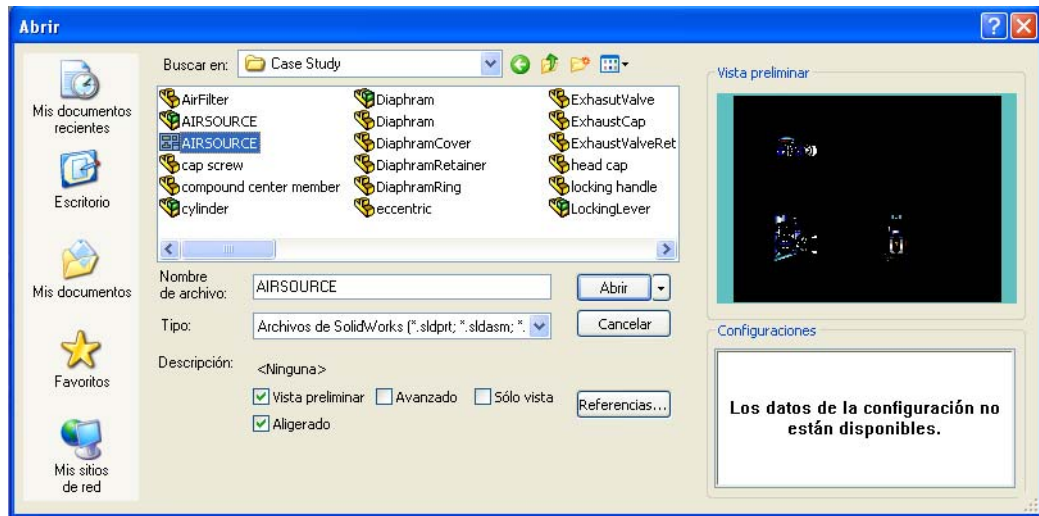 Abrir
Buscar en: Case Study
Vista preliminar
Mis documentos recientes
Escritorio
Mis documentos
Favoritos
Mis sitios de red
AirFilter
AIRSOURCE
AIRSOURCE
cap screw
compound center member
cylinder
Diaphram
Diaphram
DiaphramCover
DiaphramRetainer
DiaphramRing
eccentric
ExhasutValve
ExhaustCap
ExhaustValveRet
head cap
locking handle
LockingLever
Nombre de archivo: AIRSOURCE
Abrir
Tipo: Archivos de SolidWorks (*.sldprt; *.sldasm; *.
Cancelar
Descripción: <Ninguna>
Vista preliminar Avanzado Sólo vista
Referencias...
Aligerado
Configuraciones
Los datos de la configuración no
están disponibles.